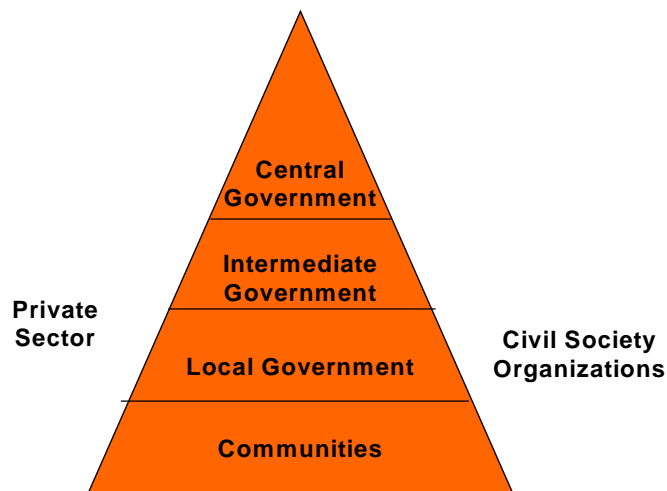 Central
Government
Intermediate
Government
Private
Sector
Civil Society
Organizations
Local Government
Communities